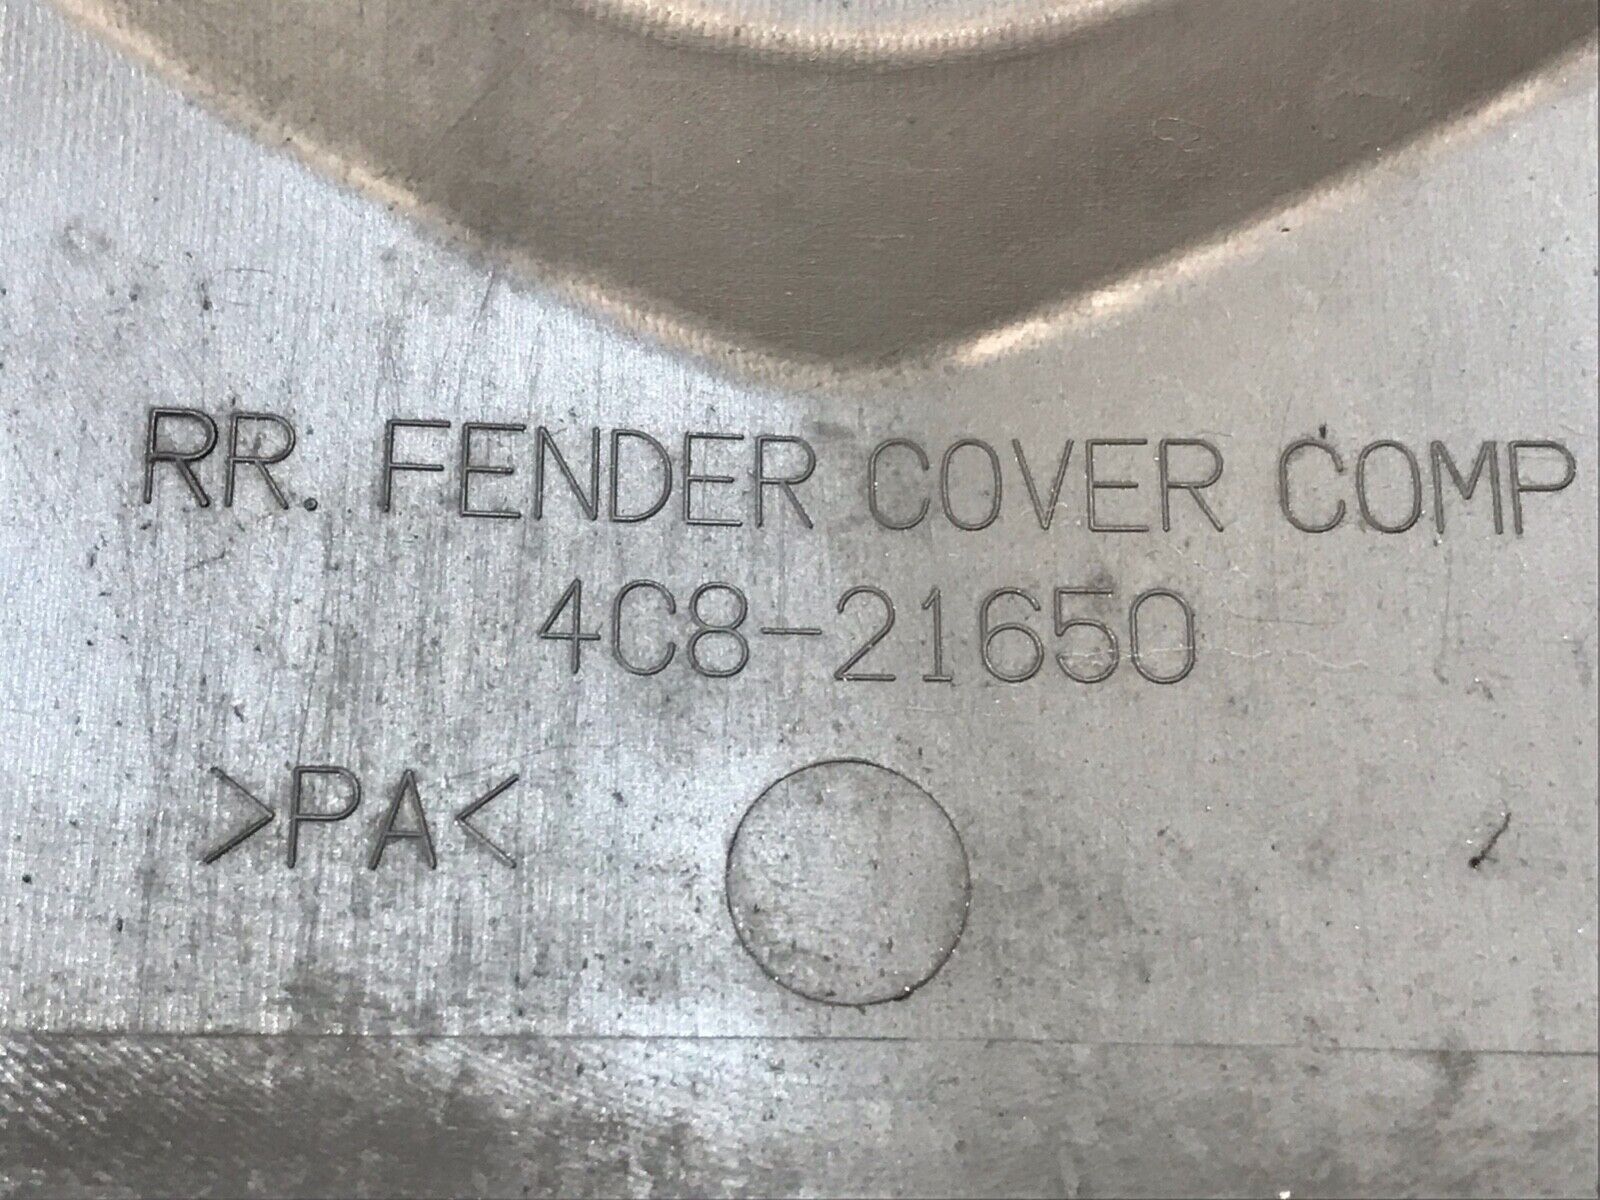 RR. FENDER COVER COMP
4C8-21650
>PA<